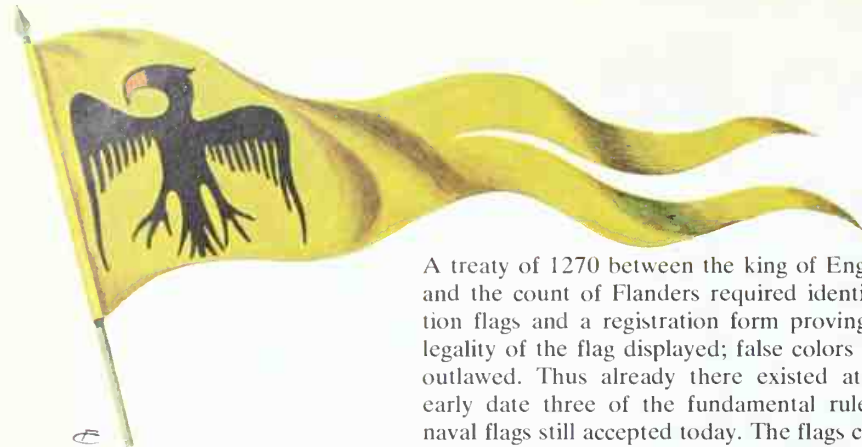 A treaty of 1270 between the king of Eng
and the count of Flanders required identi
tion flags and a registration form proving
legality of the flag displayed; false colors
outlawed. Thus already there existed at
early date three of the fundamental rule
naval flags still accepted today. The flags c